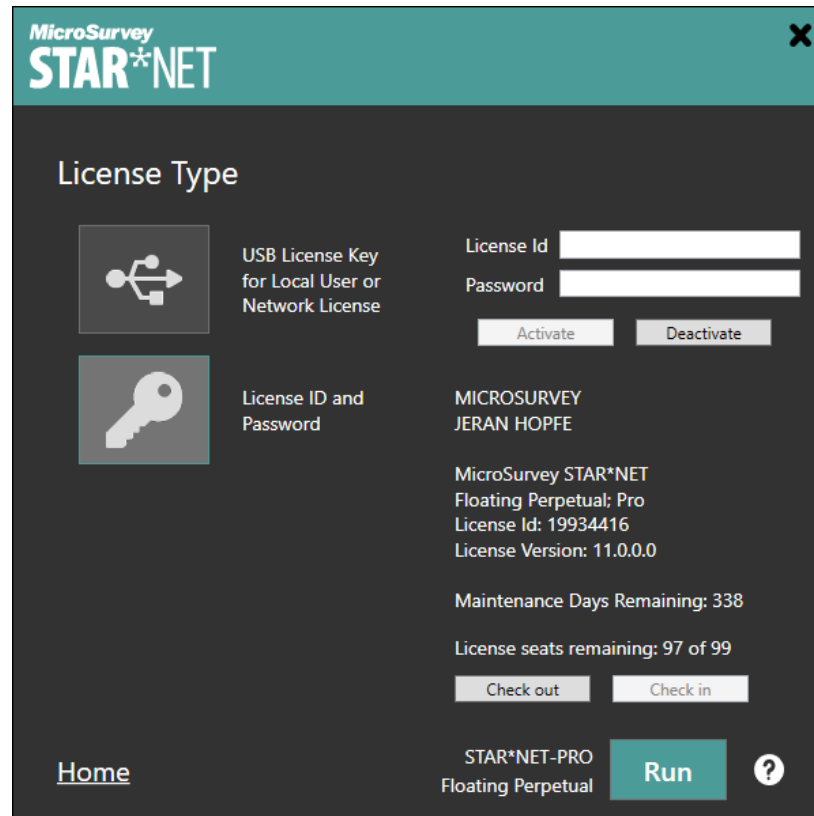 MicroSurvey
STAR*NET
License Type
USB License Key
for Local User or
Network License
License Id
Password
Activate
Deactivate
License ID and
Password
MICROSURVEY
JERAN HOPFE
MicroSurvey STAR*NET
Floating Perpetual; Pro
License Id: 19934416
License Version: 11.0.0.0
Maintenance Days Remaining: 338
License seats remaining: 97 of 99
Check out
Check in
Home
STAR*NET-PRO
Floating Perpetual
Run
?